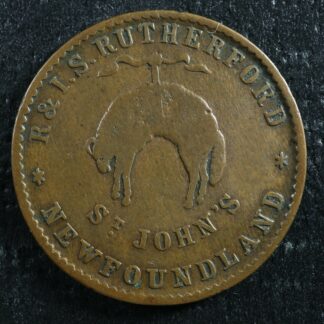 R & I.S. RUTHERFORD
ST JOHN'S
NEWFOUNDLAND